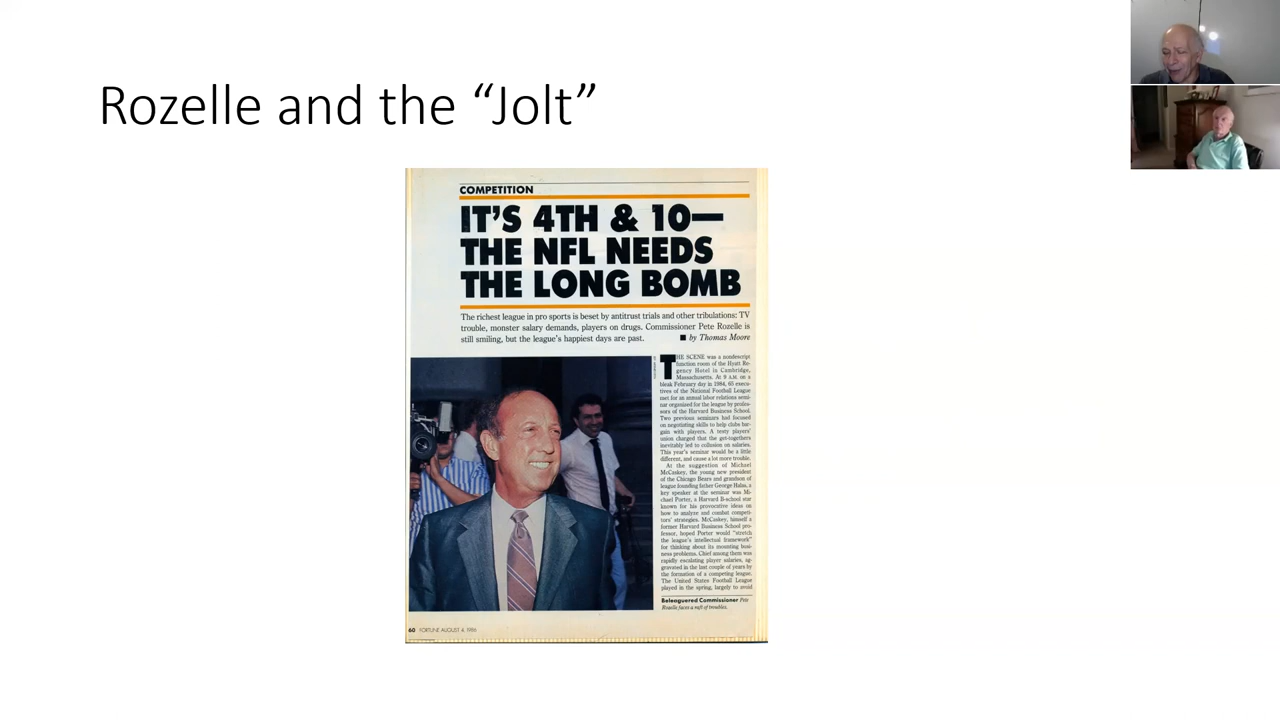 Rozelle and the “Jolt”
COMPETITION
IT’S 4TH & 10—
THE NFL NEEDS
THE LONG BOMB
The richest league in pro sports is beset by antitrust trials and other tribulations: TV
trouble, monster salary demands, players on drugs. Commissioner Pete Rozelle is
still smiling, but the league’s happiest days are past.
■ by Thomas Moore
THE SCENE was a nondescript
function room of the Hyatt Re-
gency Hotel in Cambridge,
Massachusetts. At 9 A.M. on a
bleak February day in 1984, 65 execu-
tives of the National Football League
met for an annual labor relations semi-
nar organized for the league by profes-
sors of the Harvard Business School.
Two previous seminars had focused
on negotiating skills to help clubs bar-
gain with players. A testy players’
union charged that the get-togethers
inevitably led to collusion on salaries.
This year’s seminar would be a little
different, and cause a lot more trouble.
At the suggestion of Michael
McCaskey, the young new president
of the Chicago Bears and grandson of
league founding father George Halas, a
key speaker at the seminar was Mi-
chael Porter, a Harvard B-school star
known for his provocative ideas on
how to analyze and combat competi-
tors’ strategies. McCaskey, himself a
former Harvard Business School pro-
fessor, hoped Porter would “stretch
the league’s intellectual framework”
for thinking about its mounting busi-
ness problems. Chief among them was
rapidly escalating player salaries, ag-
gravated in the last couple of years by
the formation of a competing league.
The United States Football League
played in the spring, largely to avoid
Beleaguered Commissioner Pete
Rozelle faces a raft of troubles.
60 FORTUNE AUGUST 4, 1986